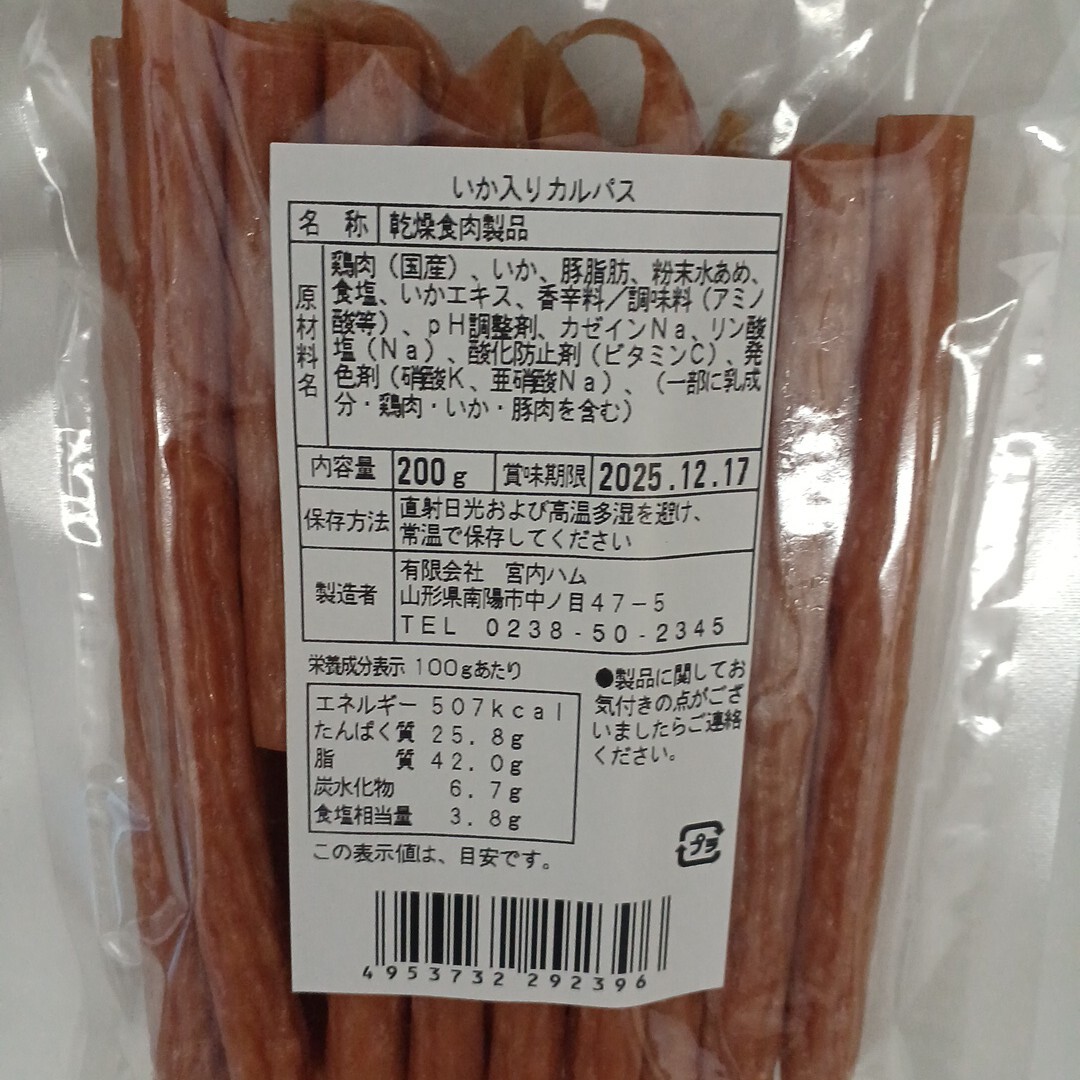 いか入りカルパス
名 称 乾燥食肉製品
原材料名 鶏肉（国産）、いか、豚脂肪、粉末水あめ、
食塩、いかエキス、香辛料／調味料（アミノ
酸等）、ｐＨ調整剤、カゼインＮａ、リン酸
塩（Ｎａ）、酸化防止剤（ビタミンＣ）、発
色剤（硝酸Ｋ、亜硝酸Ｎａ）、（一部に乳成
分・鶏肉・いか・豚肉を含む）
内容量 200g 賞味期限 2025.12.17
保存方法 直射日光および高温多湿を避け、
常温で保存してください
製造者 有限会社 宮内ハム
山形県南陽市中ノ目４７－５
ＴＥＬ ０２３８-５０-２３４５
栄養成分表示 １００ｇあたり
エネルギー ５０７ｋｃａｌ
たんぱく質 ２５．８ｇ
脂 質 ４２．０ｇ
炭水化物 ６．７ｇ
食塩相当量 ３．８ｇ
この表示値は、目安です。
●製品に関してお
気付きの点がござ
いましたらご連絡
ください。
プラ
4953732 292396